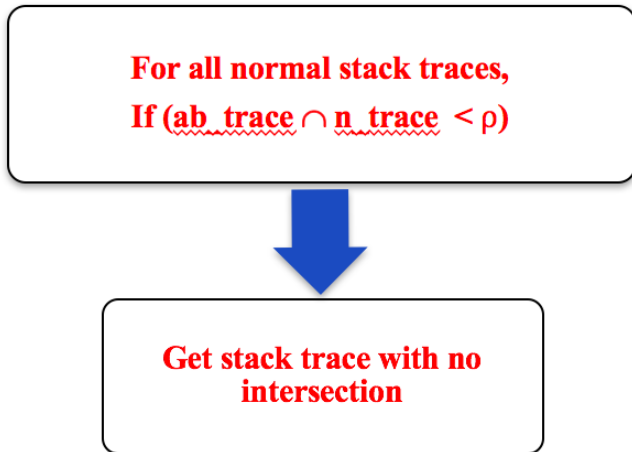 For all normal stack traces,
If (ab_trace ∩ n_trace < ρ)
Get stack trace with no
intersection